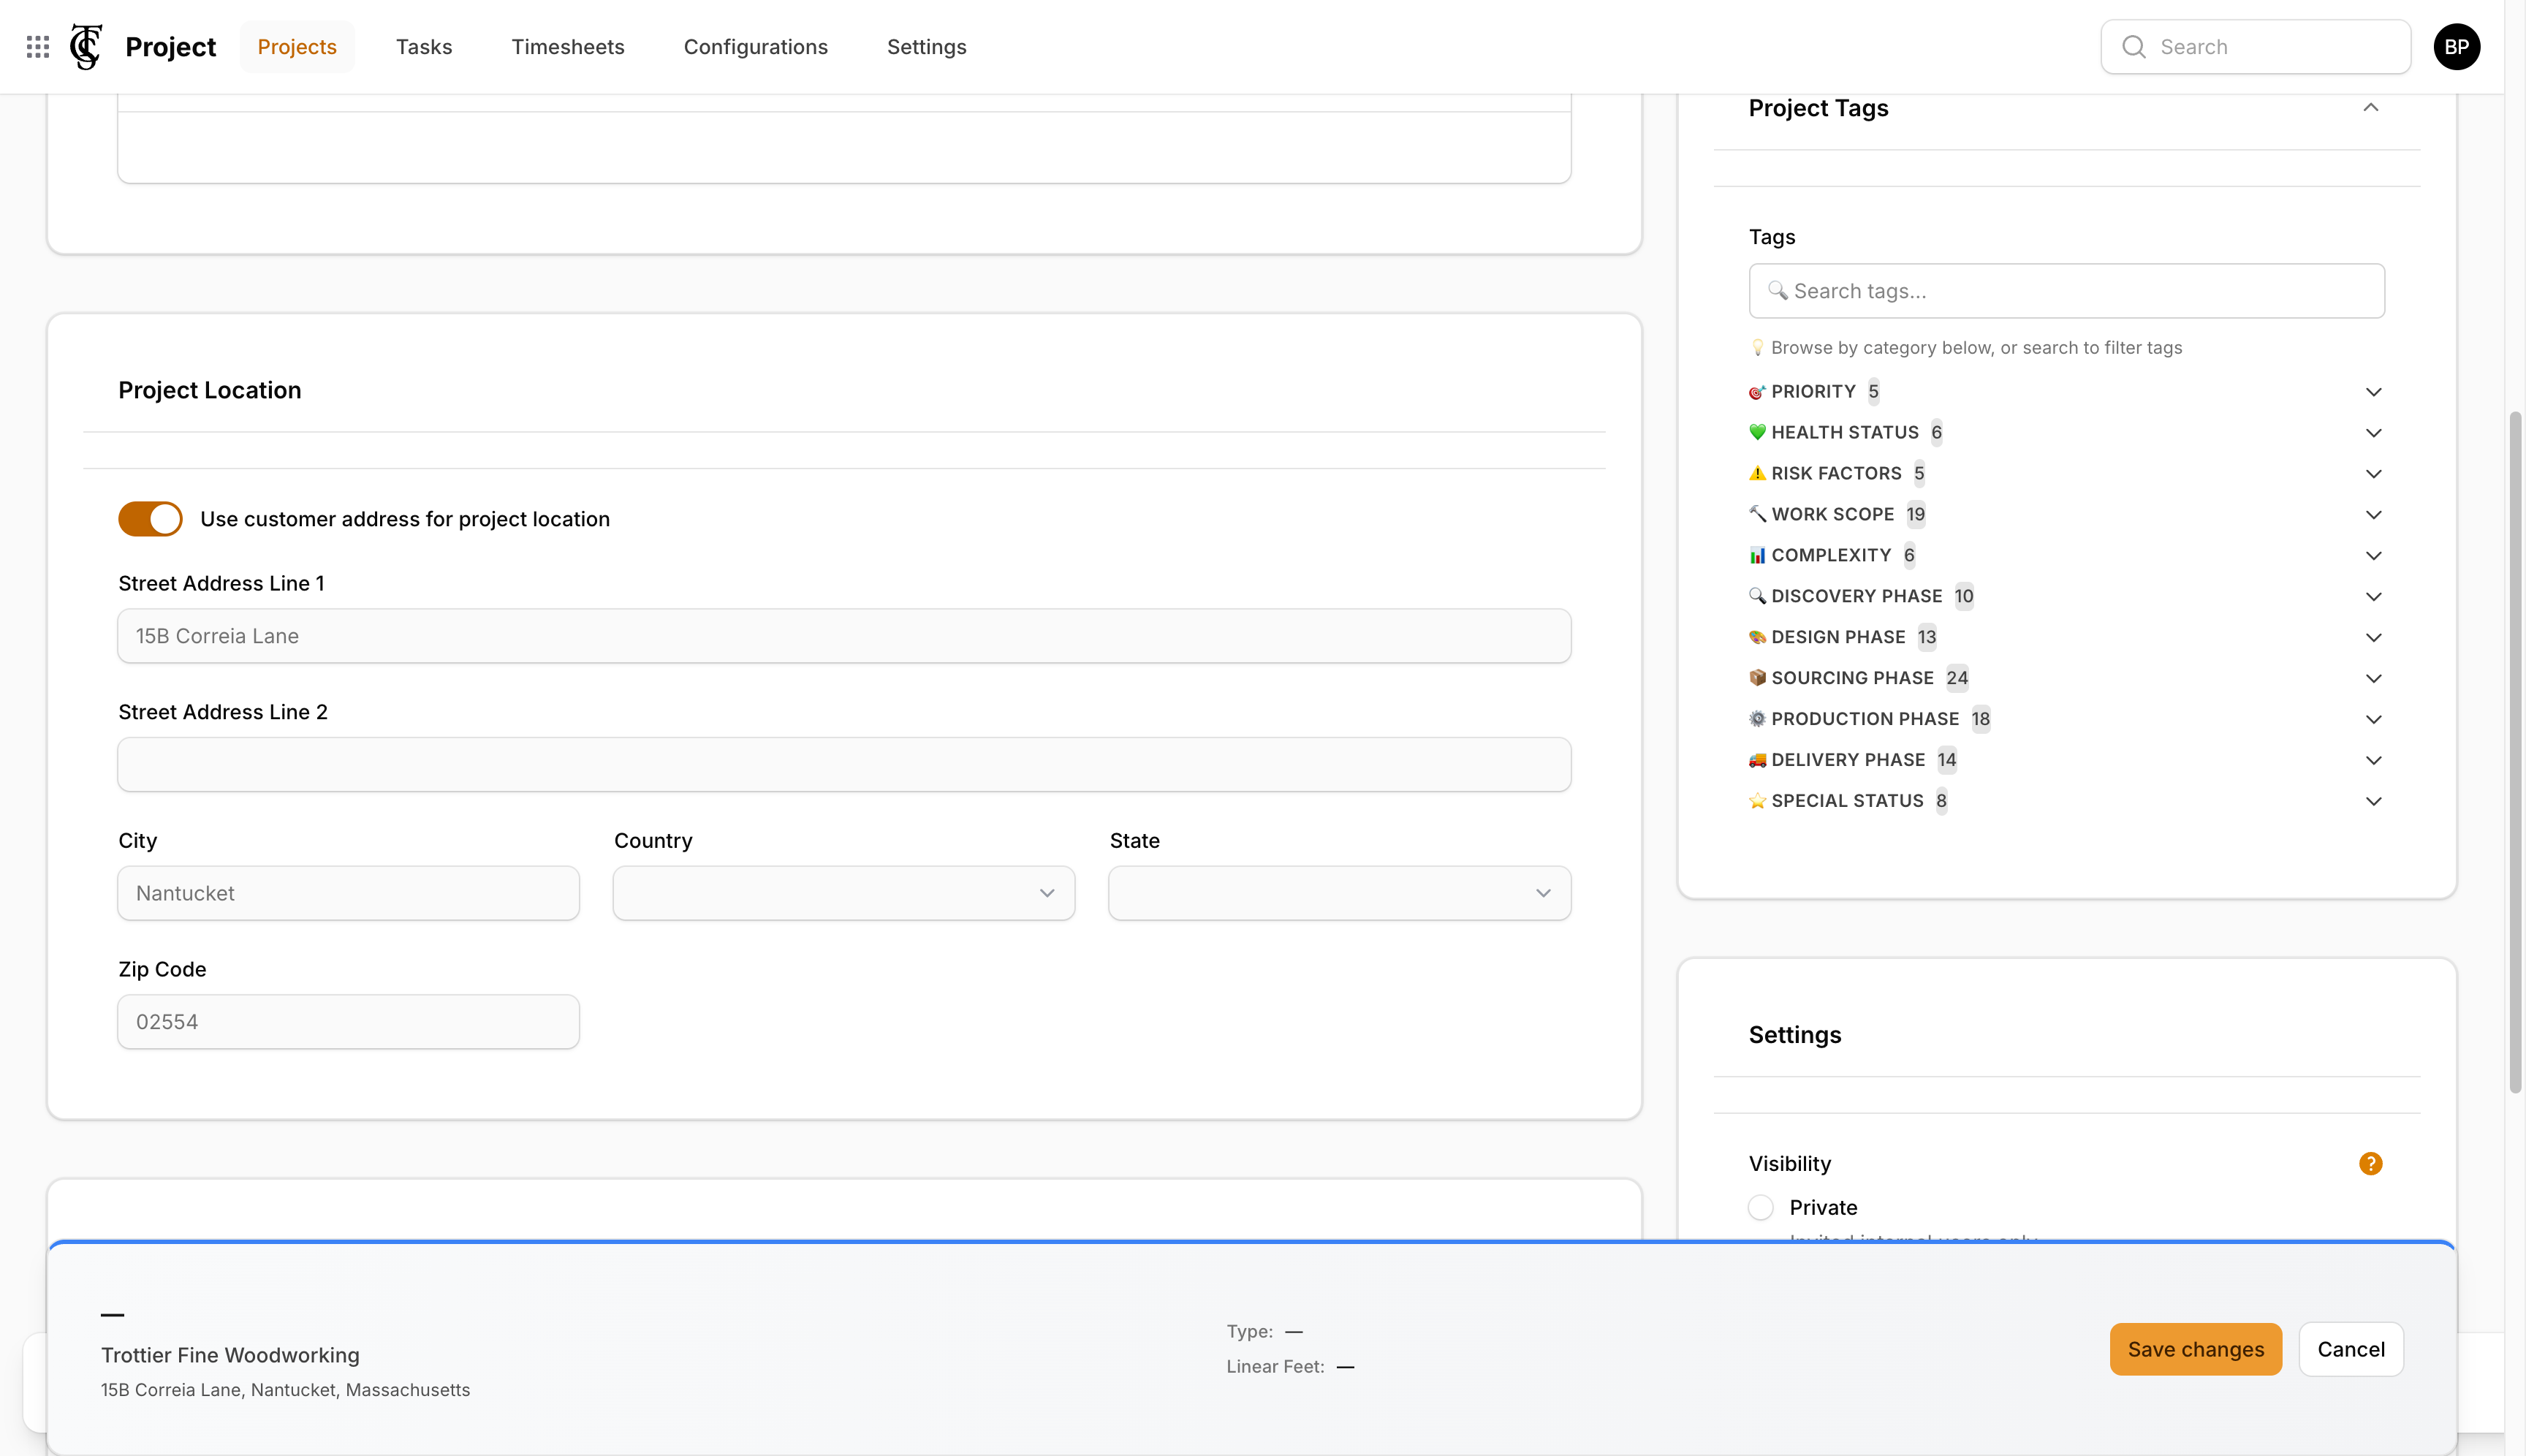 Project
Projects
Tasks
Timesheets
Configurations
Settings
Search
BP
Project Location
Use customer address for project location
Street Address Line 1
15B Correia Lane
Street Address Line 2
City
Country
State
Nantucket
Zip Code
02554
Project Tags
Tags
🔍 Search tags...
💡 Browse by category below, or search to filter tags
🎯 PRIORITY 5
💚 HEALTH STATUS 6
⚠️ RISK FACTORS 5
🔨 WORK SCOPE 19
📊 COMPLEXITY 6
🔍 DISCOVERY PHASE 10
🎨 DESIGN PHASE 13
📦 SOURCING PHASE 24
⚙️ PRODUCTION PHASE 18
🚚 DELIVERY PHASE 14
⭐ SPECIAL STATUS 8
Settings
Visibility
?
Private
Invited internal users only
—
Trottier Fine Woodworking
15B Correia Lane, Nantucket, Massachusetts
Type: —
Linear Feet: —
Save changes
Cancel